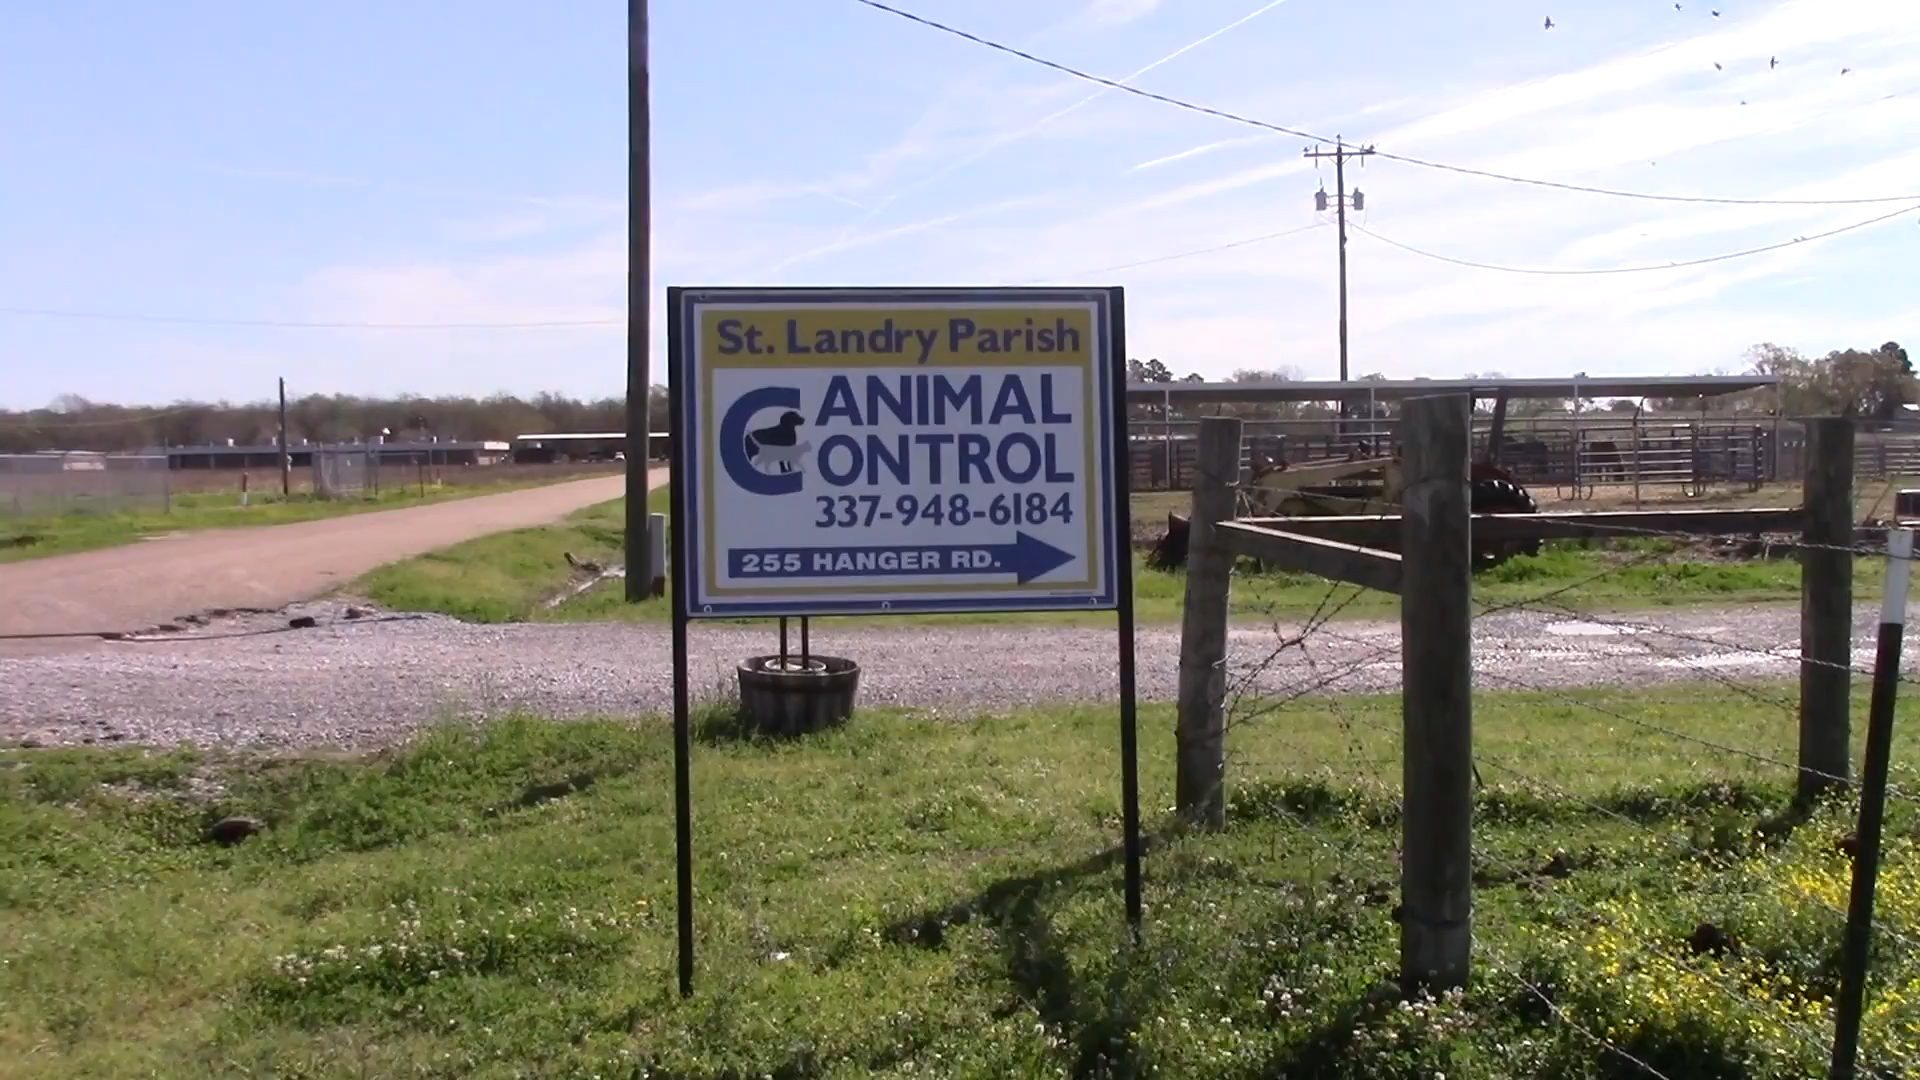 St. Landry Parish
ANIMAL
CONTROL
337-948-6184
255 HANGER RD.